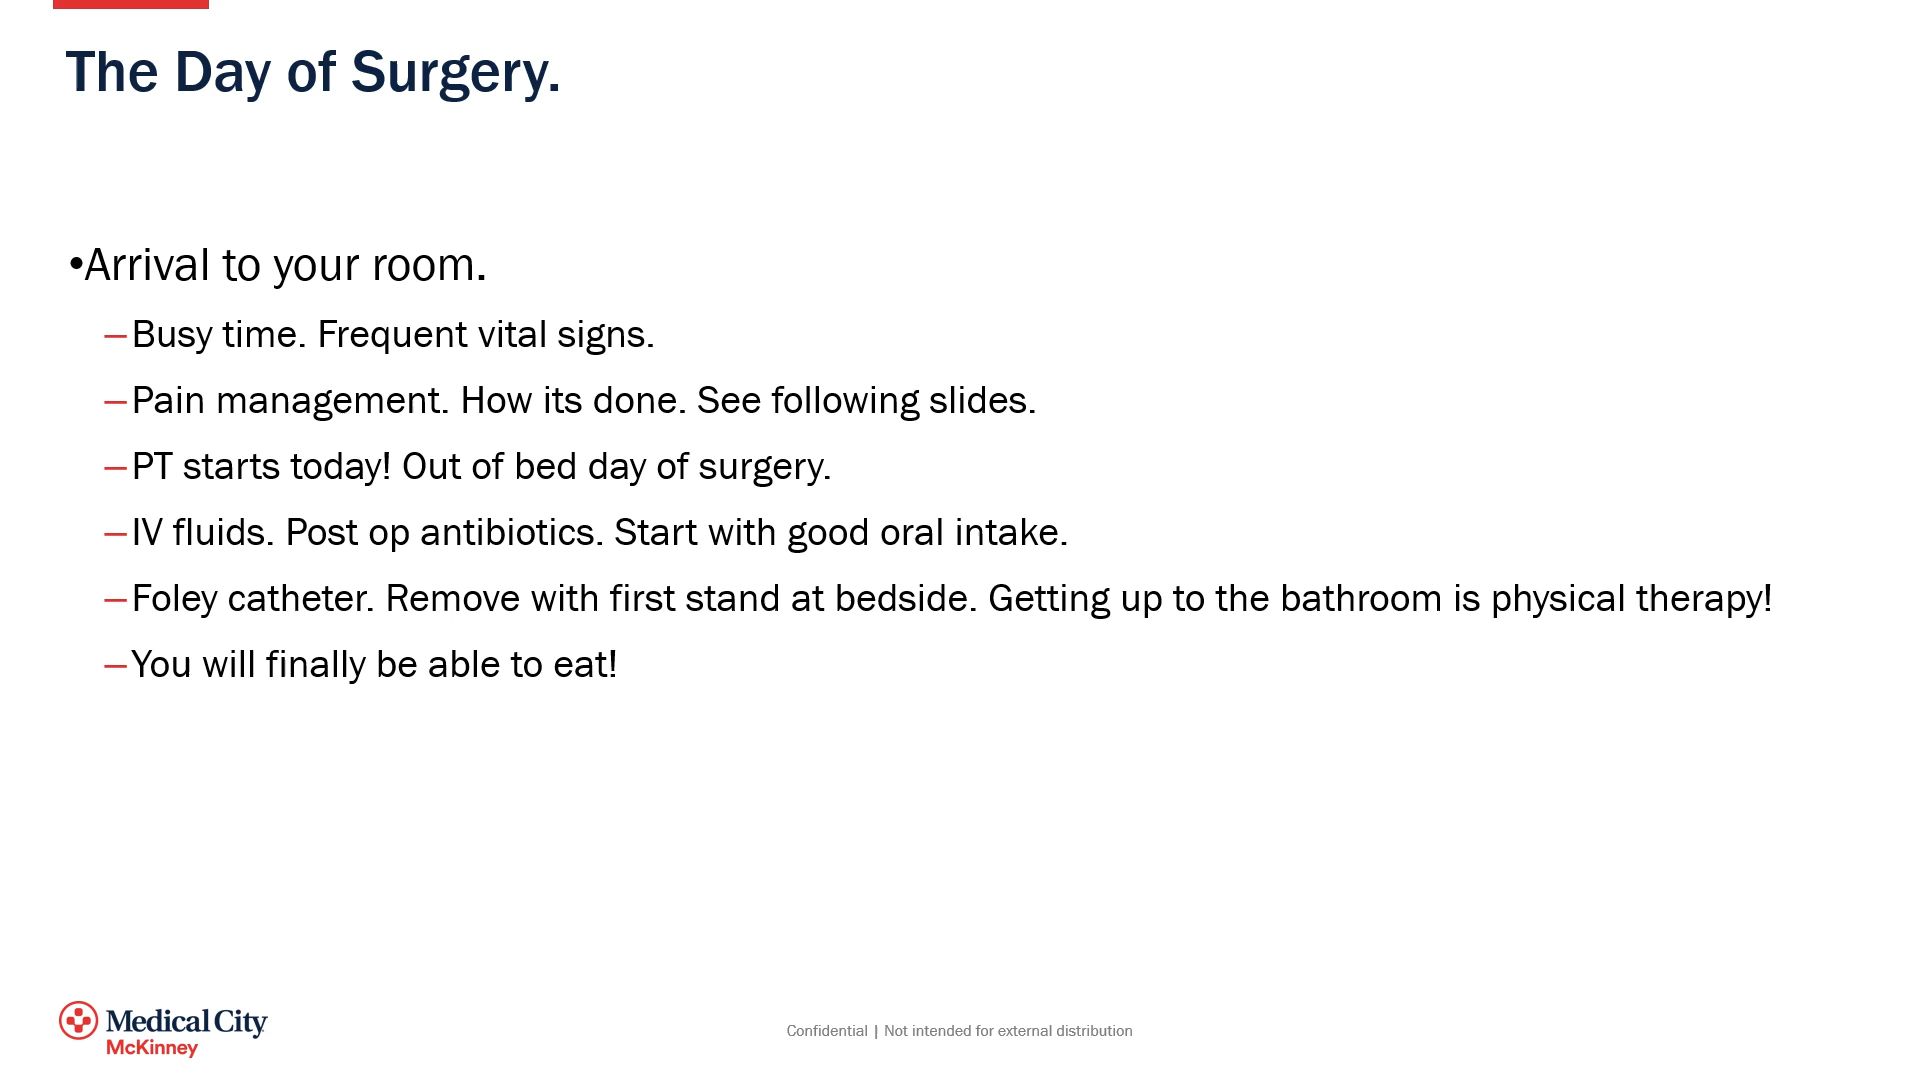 The Day of Surgery.
•Arrival to your room.
–Busy time. Frequent vital signs.
–Pain management. How its done. See following slides.
–PT starts today! Out of bed day of surgery.
–IV fluids. Post op antibiotics. Start with good oral intake.
–Foley catheter. Remove with first stand at bedside. Getting up to the bathroom is physical therapy!
–You will finally be able to eat!
Medical City
McKinney
Confidential | Not intended for external distribution